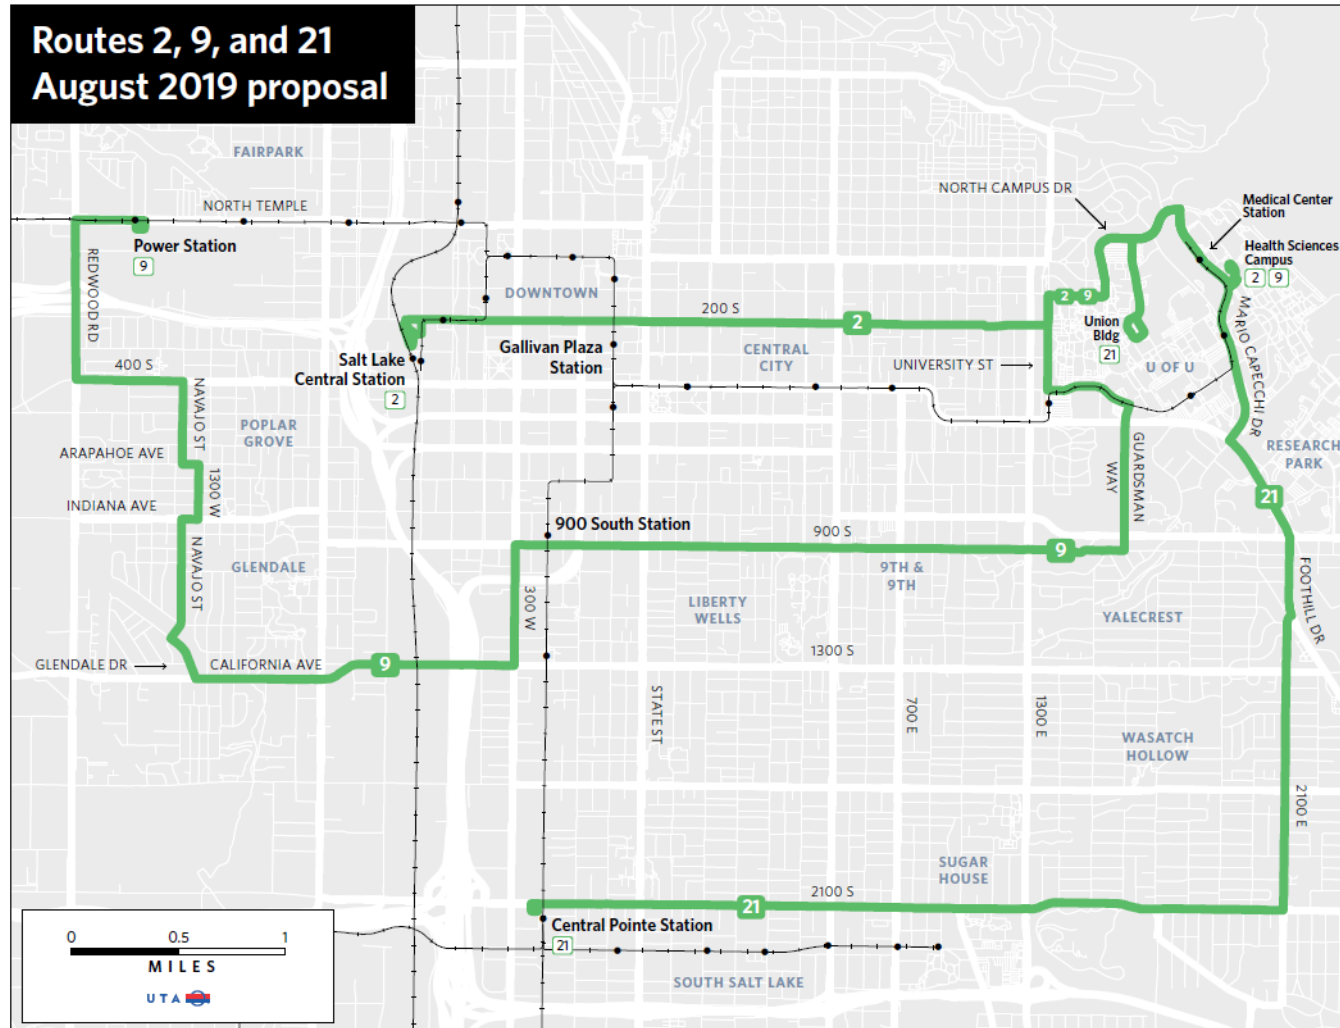 Routes 2, 9, and 21
August 2019 proposal
FAIRPARK
NORTH TEMPLE
Power Station
9
REDWOOD RD
400 S
NAVAJO ST
POPLAR
GROVE
ARAPAHOE AVE
1300 W
INDIANA AVE
NAVAJO ST
GLENDALE
GLENDALE DR
CALIFORNIA AVE
9
DOWNTOWN
200 S
2
Salt Lake
Central Station
2
Gallivan Plaza
Station
CENTRAL
CITY
NORTH CAMPUS DR
Medical Center
Station
Health Sciences
Campus
2 9
2 9
Union
Bldg
21
UNIVERSITY ST
U OF U
MARIO CAPECCHI DR
RESEARCH
PARK
GUARDSMAN
WAY
21
900 South Station
900 S
9
9TH &
9TH
300 W
LIBERTY
WELLS
YALECREST
FOOTHILL DR
1300 S
STATE ST
700 E
1300 E
WASATCH
HOLLOW
2100 E
SUGAR
HOUSE
2100 S
21
Central Pointe Station
21
SOUTH SALT LAKE
0 0.5 1
MILES
UTA